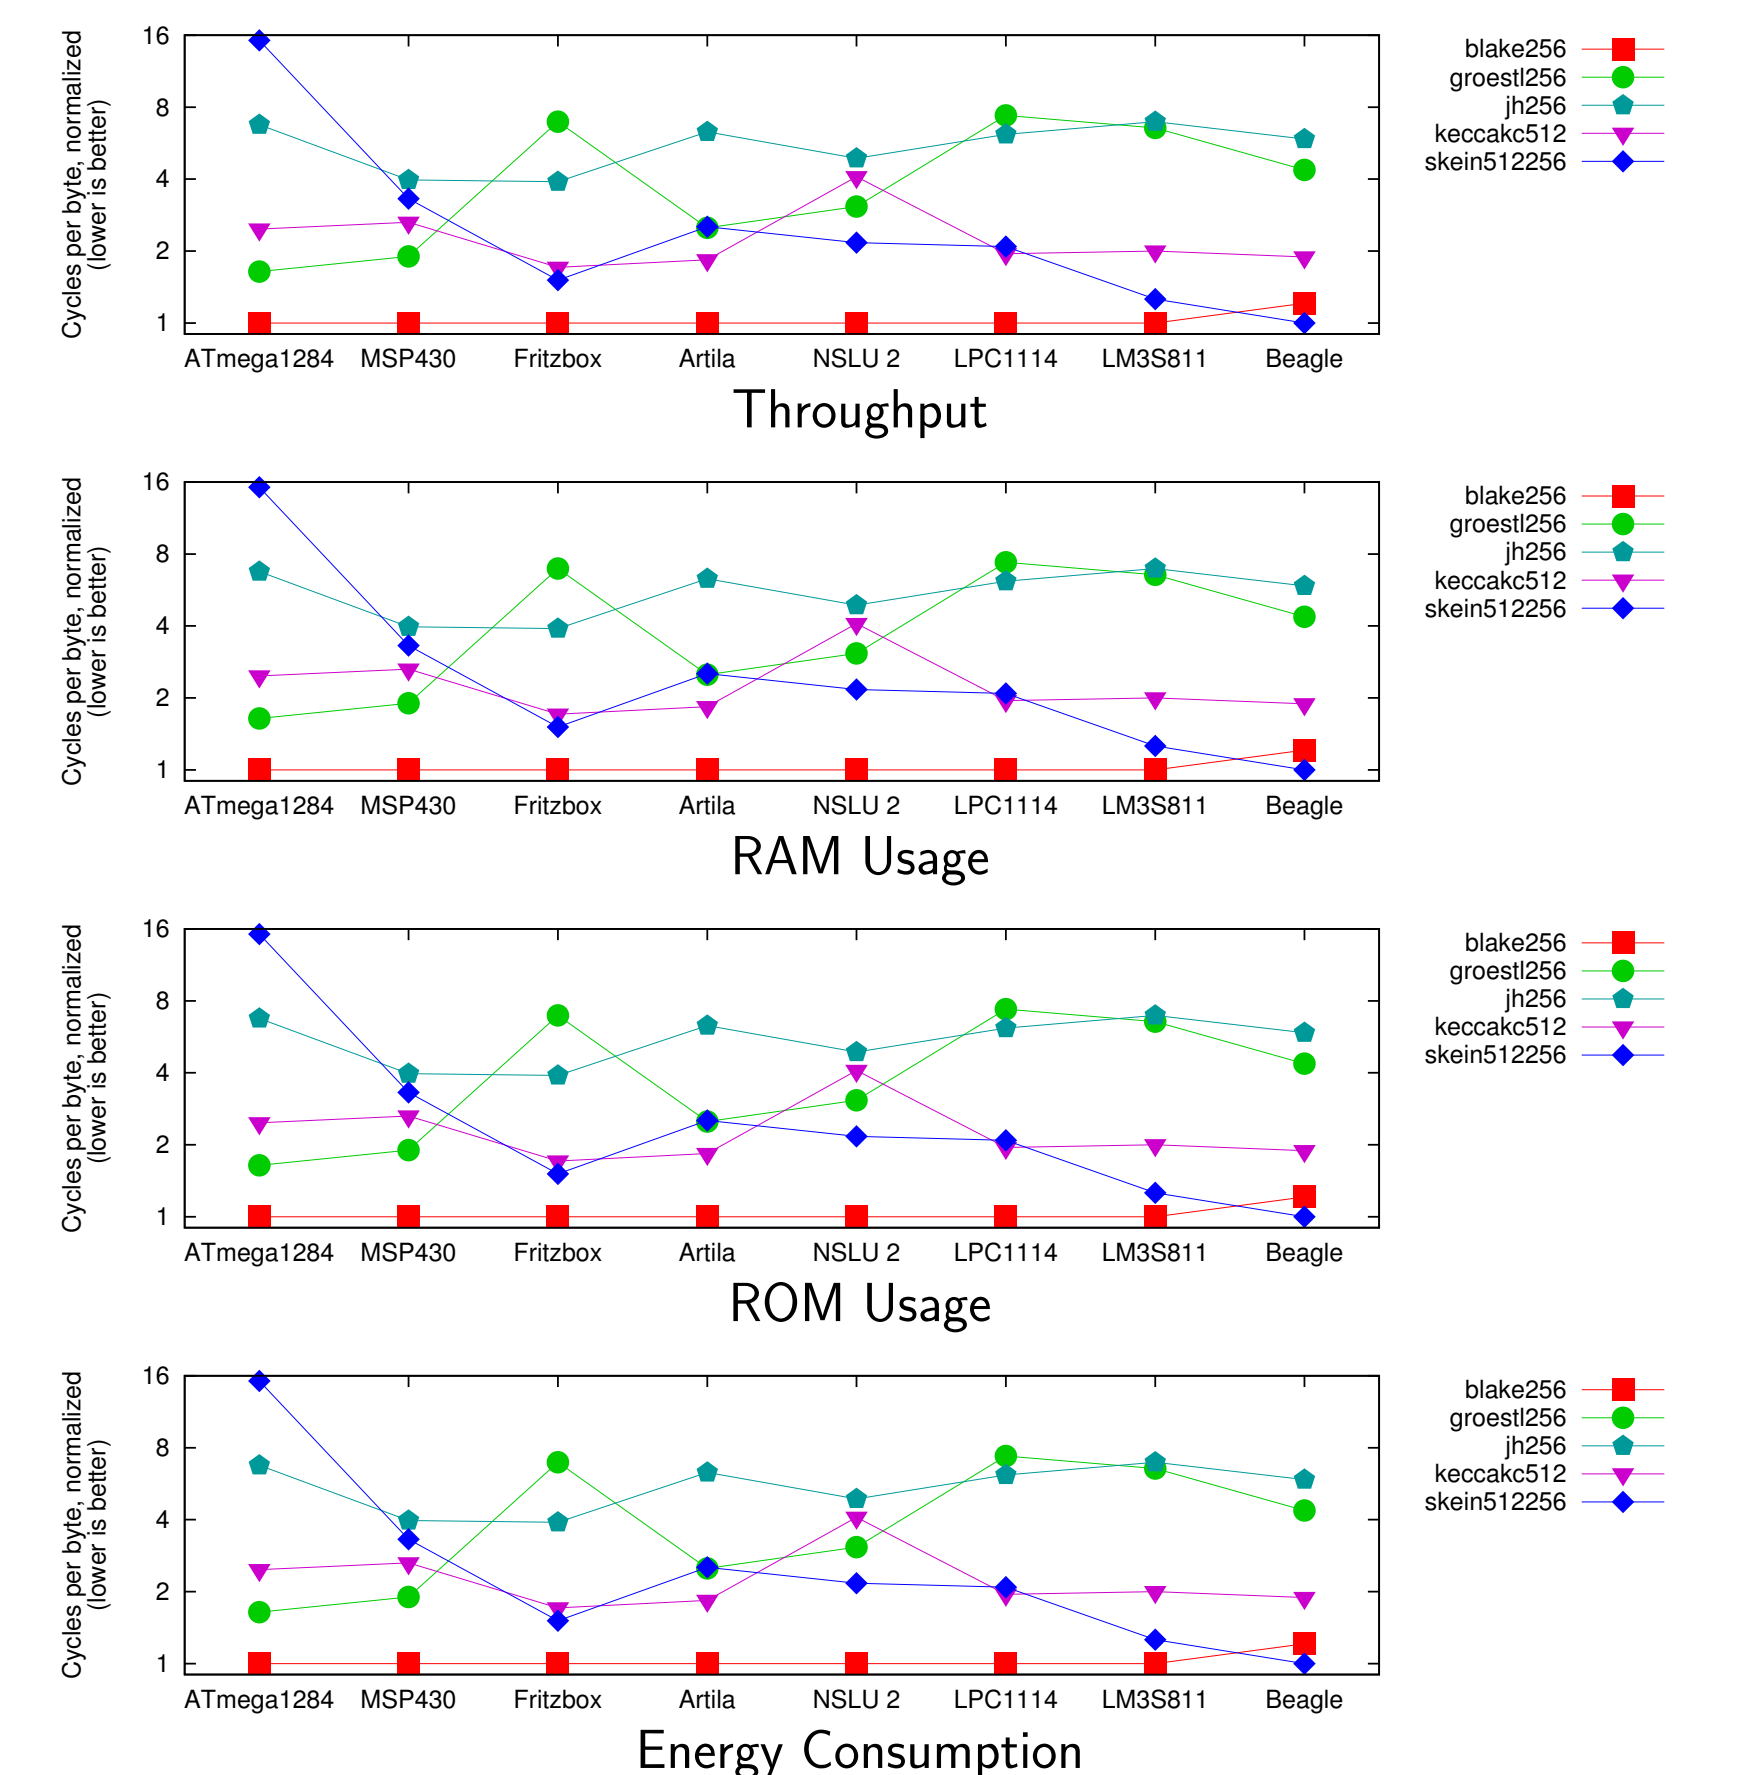 Cycles per byte, normalized
(lower is better)
16
8
4
2
1
ATmega1284 MSP430 Fritzbox Artila NSLU 2 LPC1114 LM3S811 Beagle
blake256
groestl256
jh256
keccakc512
skein512256
Throughput
Cycles per byte, normalized
(lower is better)
16
8
4
2
1
ATmega1284 MSP430 Fritzbox Artila NSLU 2 LPC1114 LM3S811 Beagle
blake256
groestl256
jh256
keccakc512
skein512256
RAM Usage
Cycles per byte, normalized
(lower is better)
16
8
4
2
1
ATmega1284 MSP430 Fritzbox Artila NSLU 2 LPC1114 LM3S811 Beagle
blake256
groestl256
jh256
keccakc512
skein512256
ROM Usage
Cycles per byte, normalized
(lower is better)
16
8
4
2
1
ATmega1284 MSP430 Fritzbox Artila NSLU 2 LPC1114 LM3S811 Beagle
blake256
groestl256
jh256
keccakc512
skein512256
Energy Consumption